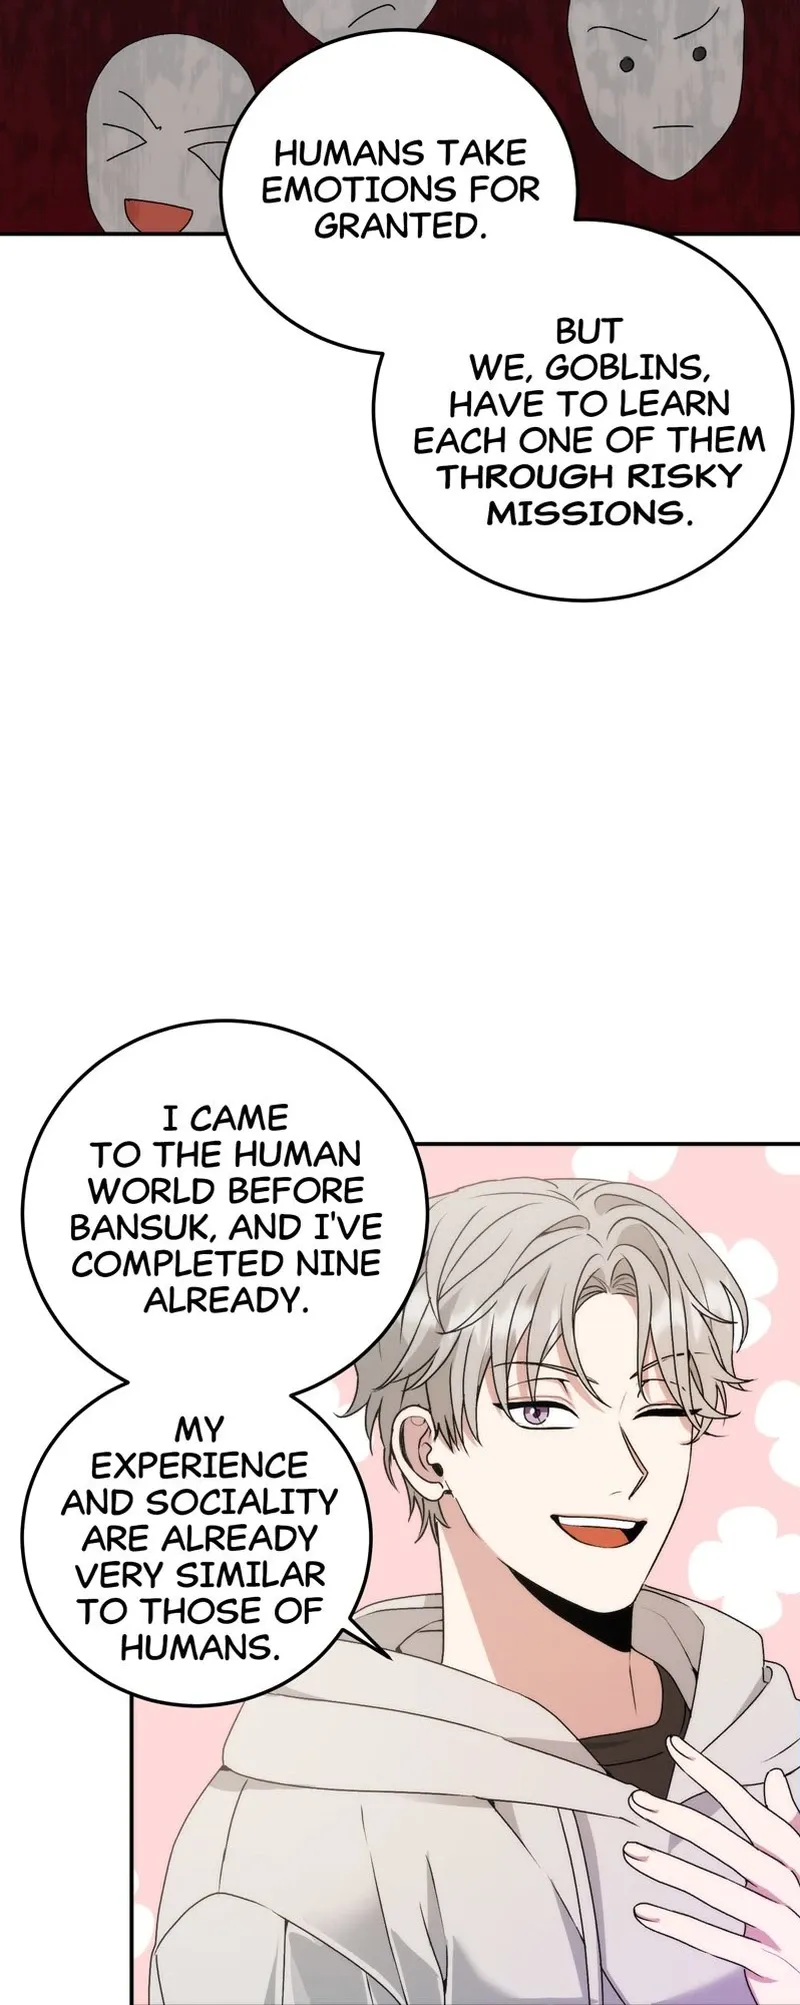 HUMANS TAKE
EMOTIONS FOR
GRANTED.
BUT
WE, GOBLINS,
HAVE TO LEARN
EACH ONE OF THEM
THROUGH RISKY
MISSIONS.
I CAME
TO THE HUMAN
WORLD BEFORE
BANSUK, AND I'VE
COMPLETED NINE
ALREADY.
MY
EXPERIENCE
AND SOCIALITY
ARE ALREADY
VERY SIMILAR
TO THOSE OF
HUMANS.